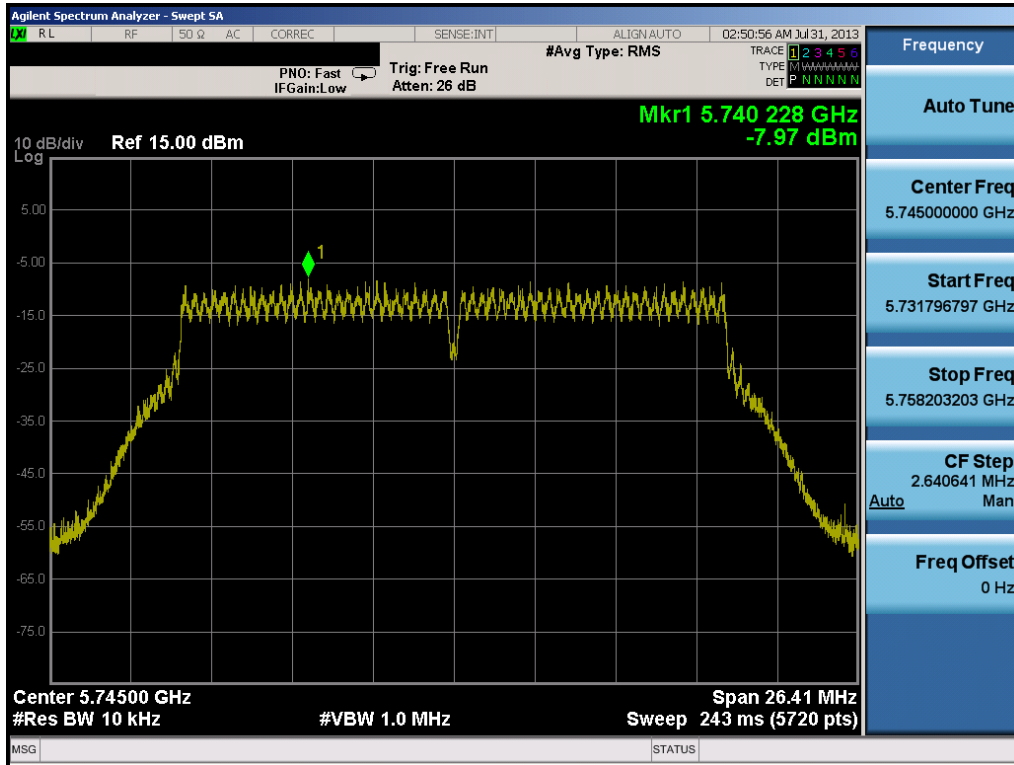 Agilent Spectrum Analyzer - Swept SA
LXI RL RF 50 Ω AC CORREC SENSE:INT ALIGN AUTO 02:50:56 AM Jul 31, 2013
#Avg Type: RMS TRACE 1 2 3 4 5 6
PNO: Fast Trig: Free Run TYPE M WWWWW
IFGain:Low Atten: 26 dB DET P N N N N N
Mkr1 5.740 228 GHz
-7.97 dBm
10 dB/div Ref 15.00 dBm
Log
5.00
1
-5.00
-15.0
-25.0
-35.0
-45.0
-55.0
-65.0
-75.0
Center 5.74500 GHz Span 26.41 MHz
#Res BW 10 kHz #VBW 1.0 MHz Sweep 243 ms (5720 pts)
MSG STATUS
Frequency
Auto Tune
Center Freq
5.745000000 GHz
Start Freq
5.731796797 GHz
Stop Freq
5.758203203 GHz
CF Step
2.640641 MHz
Auto Man
Freq Offset
0 Hz